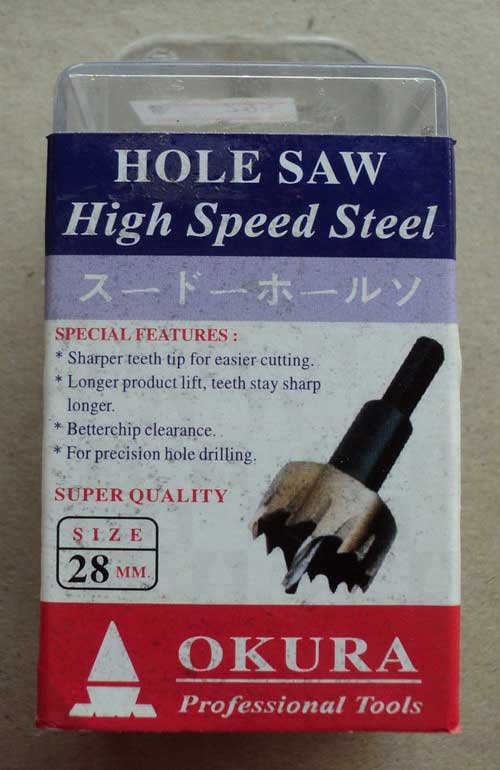 HOLE SAW
High Speed Steel
スードーホールソ
SPECIAL FEATURES :
* Sharper teeth tip for easier cutting.
* Longer product lift, teeth stay sharp
longer.
* Betterchip clearance.
* For precision hole drilling.
SUPER QUALITY
SIZE
28 MM.
OKURA
Professional Tools